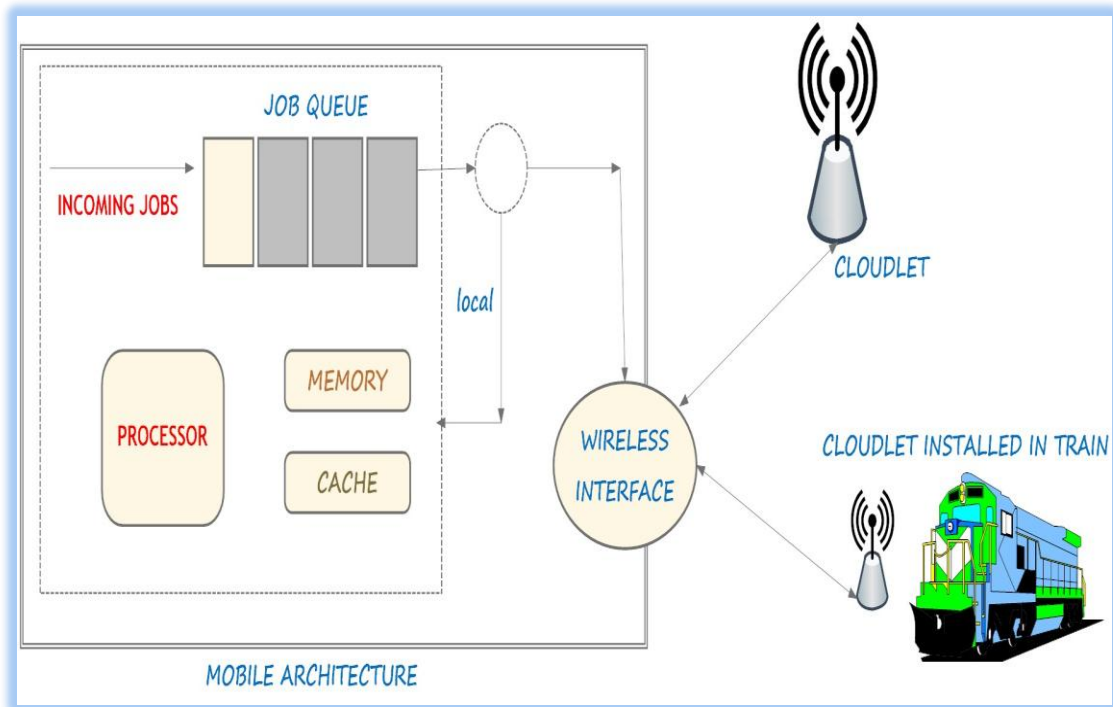 JOB QUEUE
INCOMING JOBS
CLOUDLET
local
MEMORY
PROCESSOR
CACHE
WIRELESS
INTERFACE
CLOUDLET INSTALLED IN TRAIN
MOBILE ARCHITECTURE